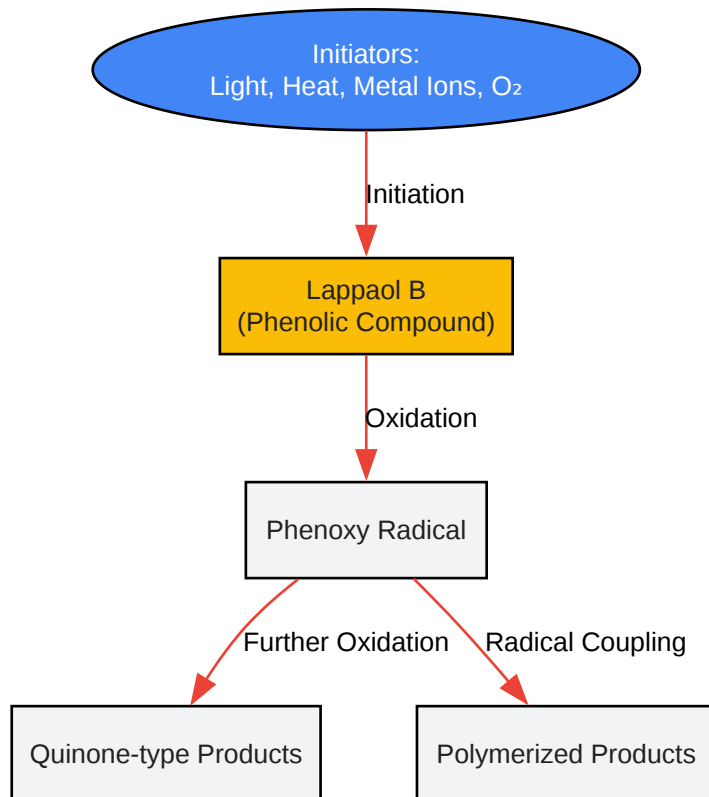 Initiators:
Light, Heat, Metal Ions, O₂
Initiation
Lappaol B
(Phenolic Compound)
Oxidation
Phenoxy Radical
Further Oxidation
Radical Coupling
Quinone-type Products
Polymerized Products